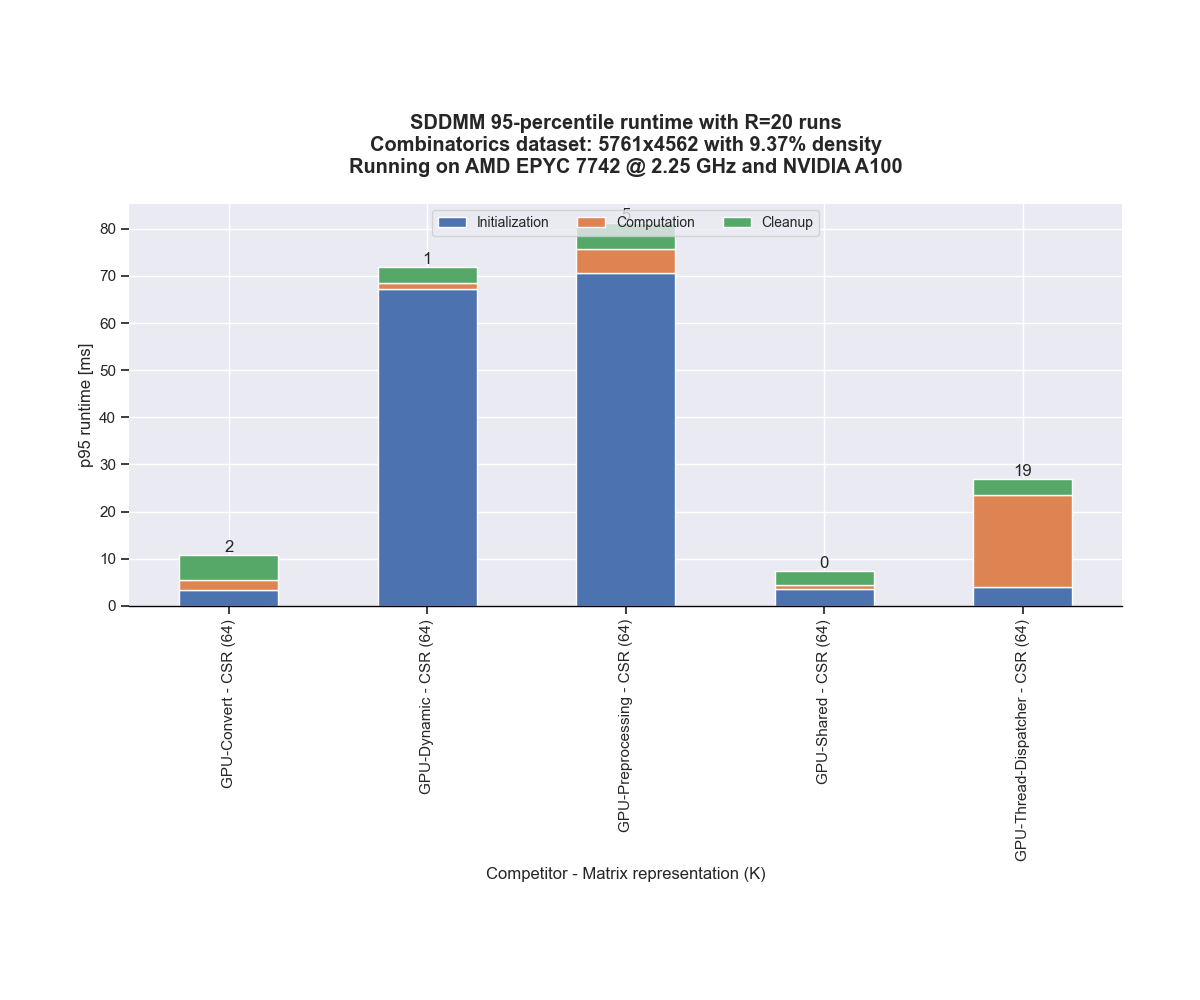 SDDMM 95-percentile runtime with R=20 runs
Combinatorics dataset: 5761x4562 with 9.37% density
Running on AMD EPYC 7742 @ 2.25 GHz and NVIDIA A100
Initialization Computation Cleanup
5
1
2
0
19
80
70
60
50
40
30
20
10
0
p95 runtime [ms]
GPU-Convert - CSR (64)
GPU-Dynamic - CSR (64)
GPU-Preprocessing - CSR (64)
GPU-Shared - CSR (64)
GPU-Thread-Dispatcher - CSR (64)
Competitor - Matrix representation (K)